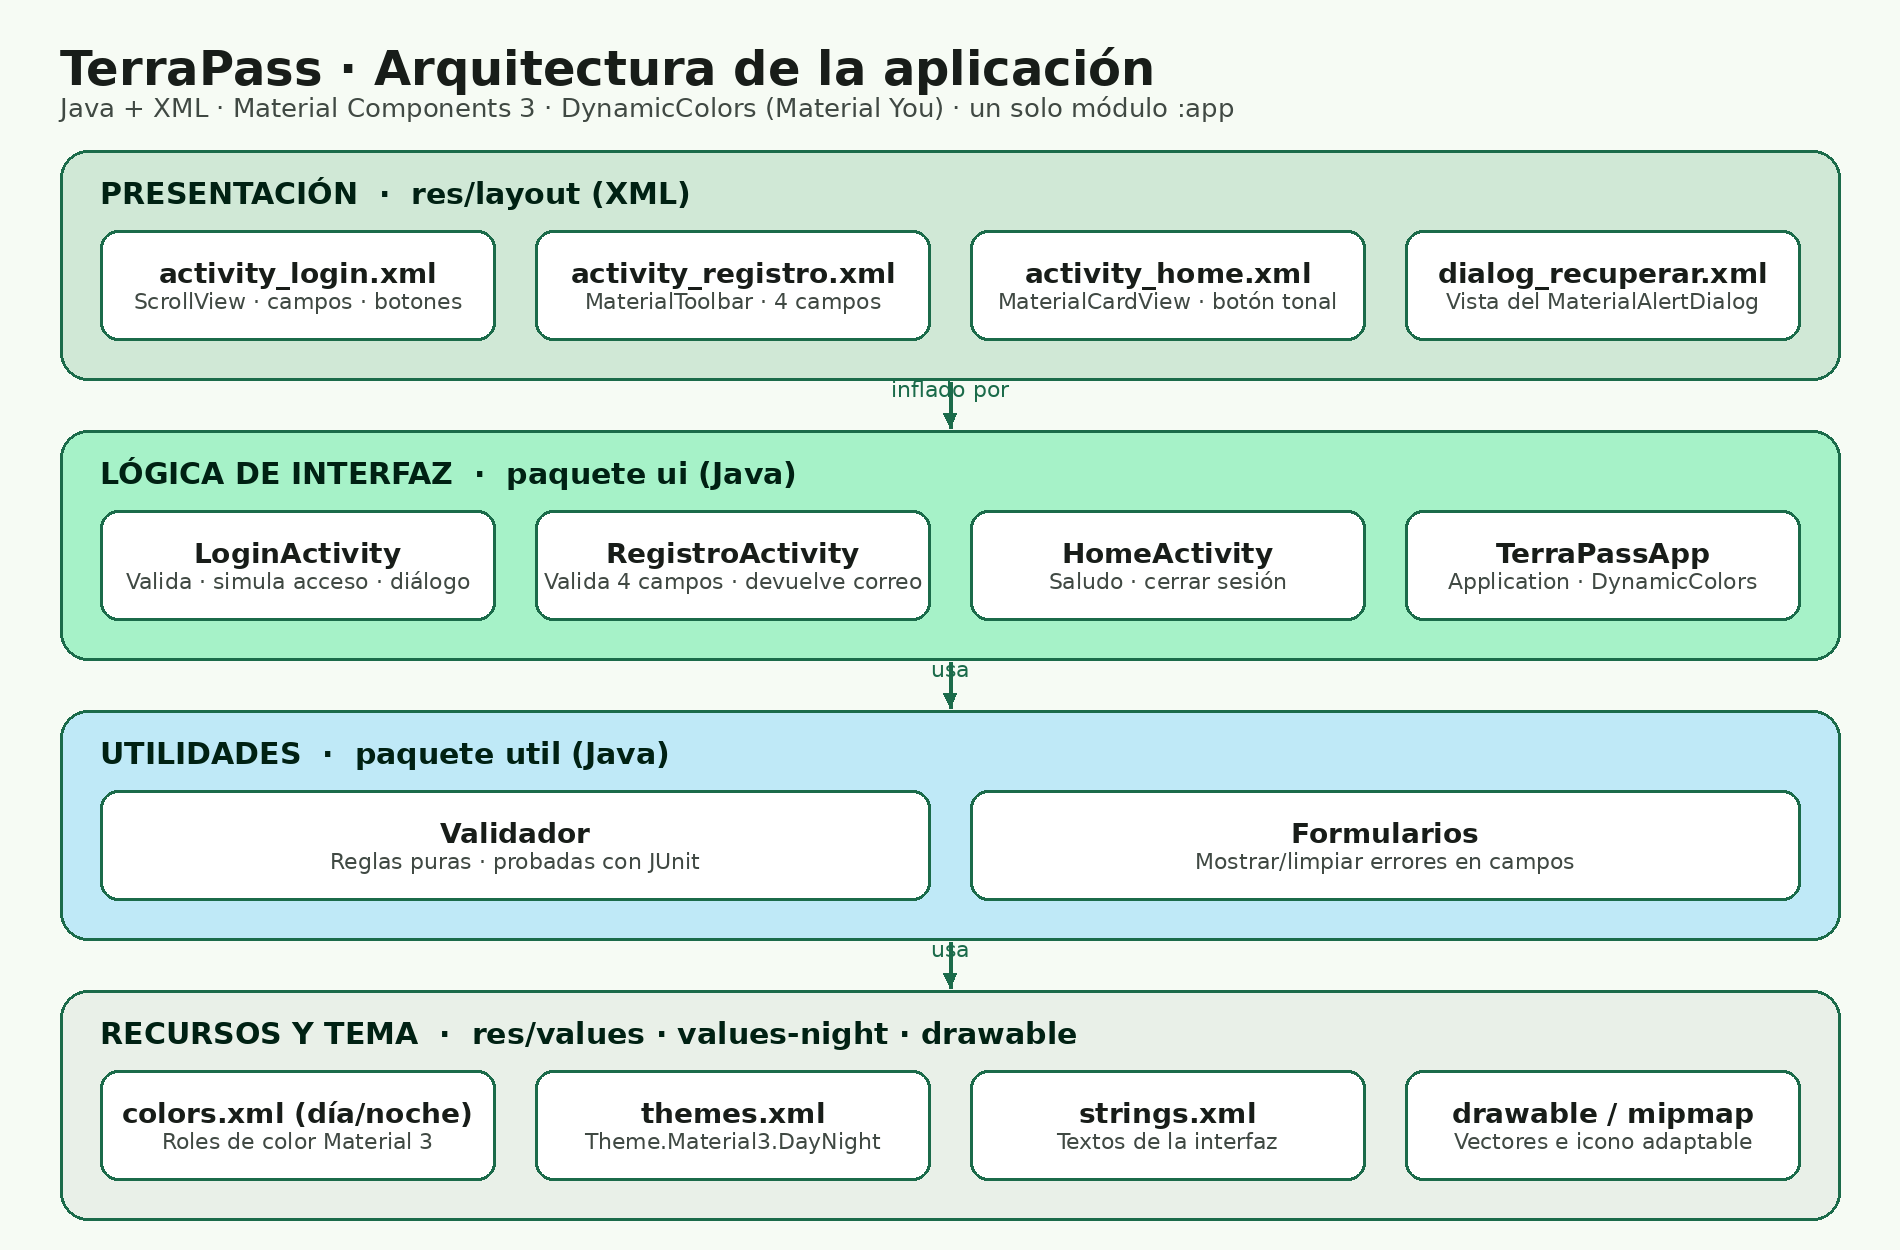 TerraPass · Arquitectura de la aplicación
Java + XML · Material Components 3 · DynamicColors (Material You) · un solo módulo :app
PRESENTACIÓN · res/layout (XML)
activity_login.xml
ScrollView · campos · botones
activity_registro.xml
MaterialToolbar · 4 campos
activity_home.xml
MaterialCardView · botón tonal
dialog_recuperar.xml
Vista del MaterialAlertDialog
inflado por
LÓGICA DE INTERFAZ · paquete ui (Java)
LoginActivity
Valida · simula acceso · diálogo
RegistroActivity
Valida 4 campos · devuelve correo
HomeActivity
Saludo · cerrar sesión
TerraPassApp
Application · DynamicColors
usa
UTILIDADES · paquete util (Java)
Validador
Reglas puras · probadas con JUnit
Formularios
Mostrar/limpiar errores en campos
usa
RECURSOS Y TEMA · res/values · values-night · drawable
colors.xml (día/noche)
Roles de color Material 3
themes.xml
Theme.Material3.DayNight
strings.xml
Textos de la interfaz
drawable / mipmap
Vectores e icono adaptable